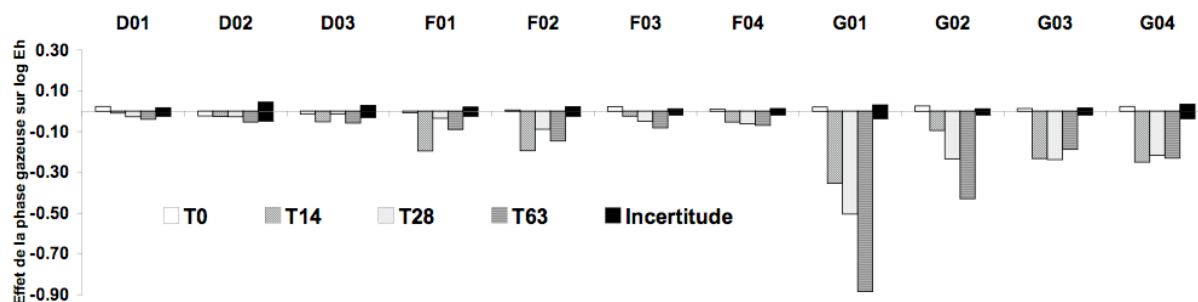 D01 D02 D03 F01 F02 F03 F04 G01 G02 G03 G04
Effet de la phase gazeuse sur log Eh
0.30
0.10
-0.10
-0.30
-0.50
-0.70
-0.90
T0 T14 T28 T63 Incertitude